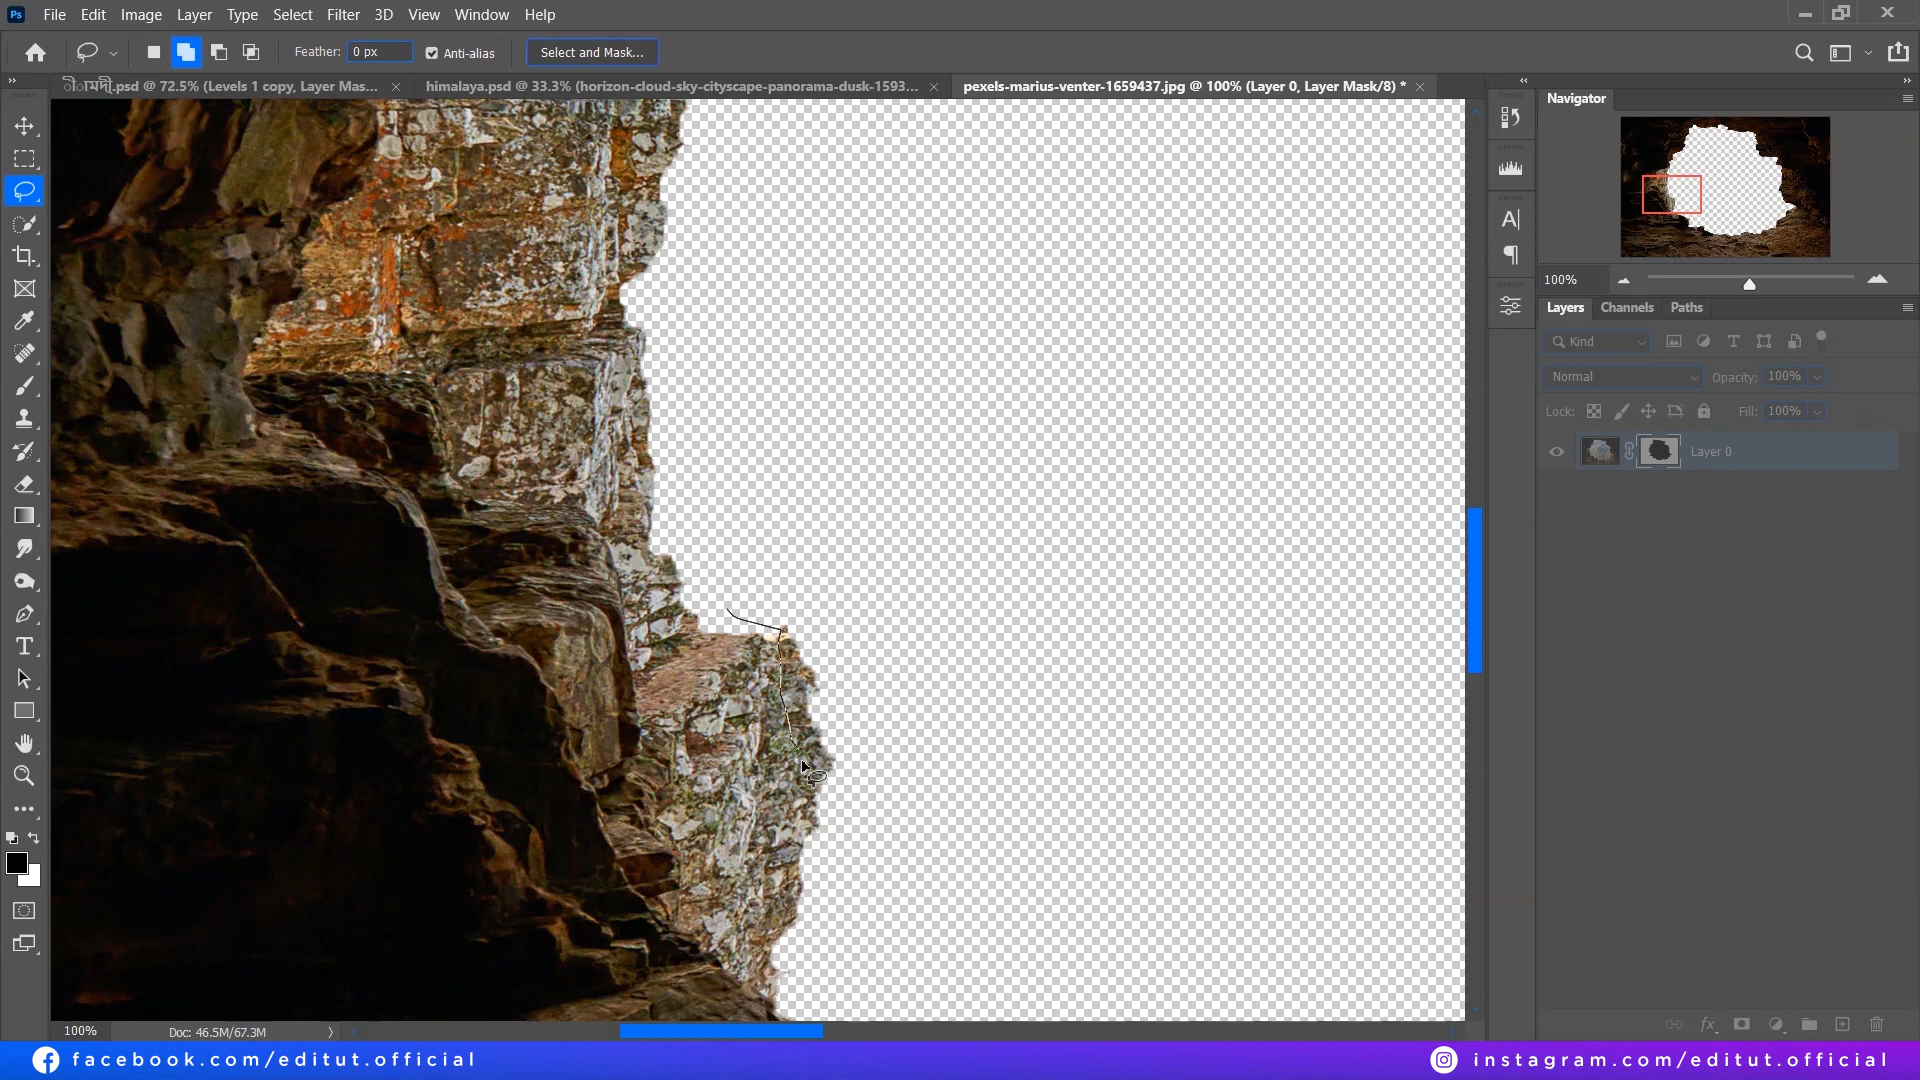 Ps File Edit Image Layer Type Select Filter 3D View Window Help
Feather: 0 px Anti-alias Select and Mask...
.psd @ 72.5% (Levels 1 copy, Layer Mas...
himalaya.psd @ 33.3% (horizon-cloud-sky-cityscape-panorama-dusk-1593...
pexels-marius-venter-1659437.jpg @ 100% (Layer 0, Layer Mask/8) *
Navigator
100%
Layers Channels Paths
Kind
Normal Opacity: 100%
Lock: Fill: 100%
Layer 0
100% Doc: 46.5M/67.3M
facebook.com/editut.official
instagram.com/editut.official